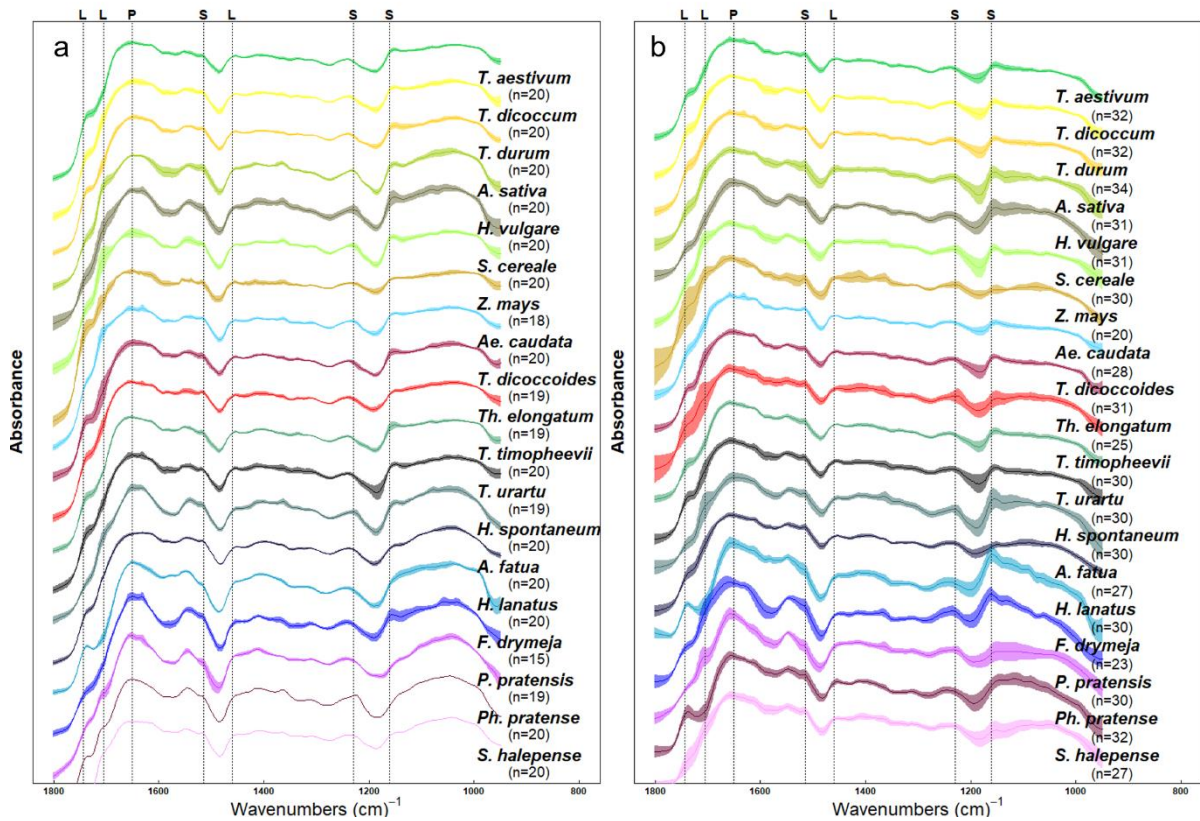 L L P S L S S
a
Absorbance
T. aestivum
(n=20)
T. dicoccum
(n=20)
T. durum
(n=20)
A. sativa
(n=20)
H. vulgare
(n=20)
S. cereale
(n=20)
Z. mays
(n=18)
Ae. caudata
(n=20)
T. dicoccoides
(n=19)
Th. elongatum
(n=19)
T. timopheevii
(n=20)
T. urartu
(n=19)
H. spontaneum
(n=20)
A. fatua
(n=20)
H. lanatus
(n=20)
F. drymeja
(n=15)
P. pratensis
(n=19)
Ph. pratense
(n=20)
S. halepense
(n=20)
1800 1600 1400 1200 1000 800
Wavenumbers (cm)⁻¹
L L P S L S S
b
Absorbance
T. aestivum
(n=32)
T. dicoccum
(n=32)
T. durum
(n=34)
A. sativa
(n=31)
H. vulgare
(n=31)
S. cereale
(n=30)
Z. mays
(n=20)
Ae. caudata
(n=28)
T. dicoccoides
(n=31)
Th. elongatum
(n=25)
T. timopheevii
(n=30)
T. urartu
(n=30)
H. spontaneum
(n=30)
A. fatua
(n=27)
H. lanatus
(n=30)
F. drymeja
(n=23)
P. pratensis
(n=30)
Ph. pratense
(n=32)
S. halepense
(n=27)
1800 1600 1400 1200 1000 800
Wavenumbers (cm)⁻¹